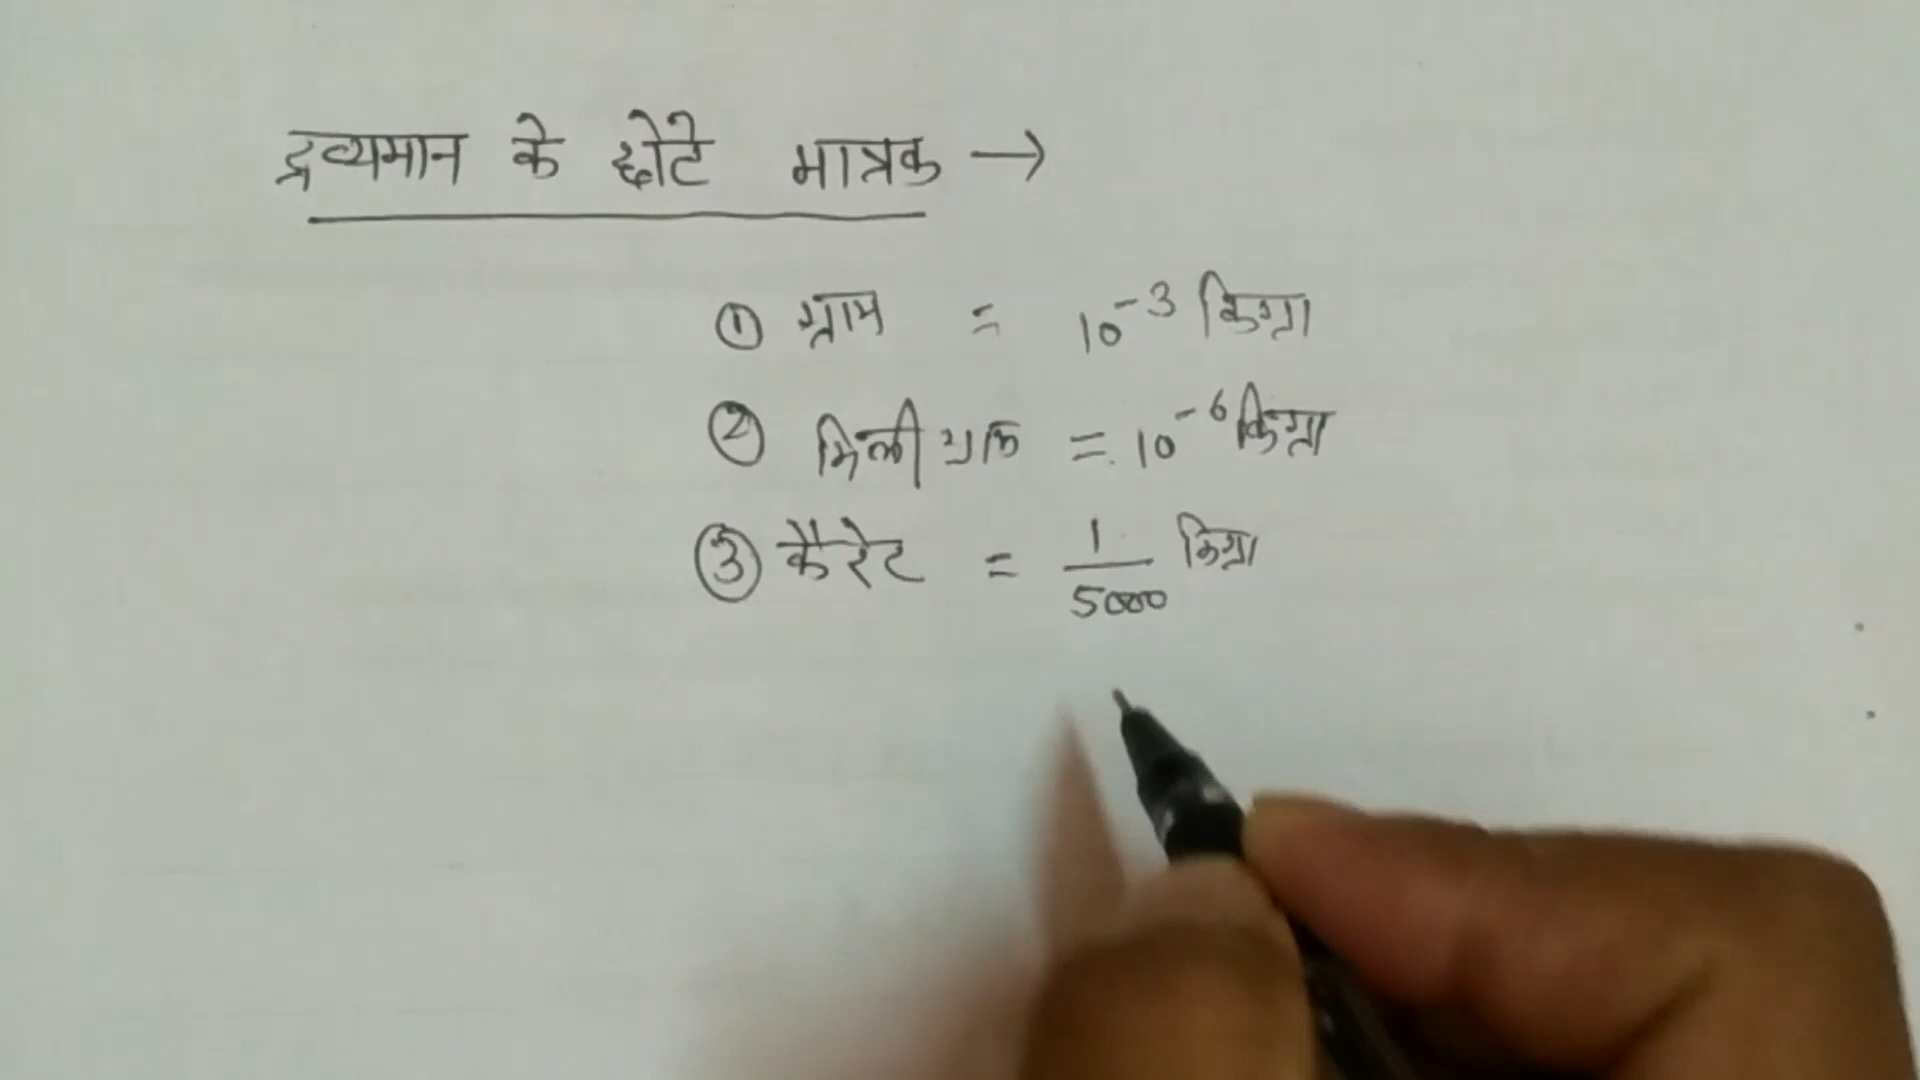 द्रव्यमान के छोटे मात्रक →
① ग्राम = 10⁻³ किग्रा
② मिली ग्राम = 10⁻⁶ किग्रा
③ कैरेट = 1/5000 किग्रा